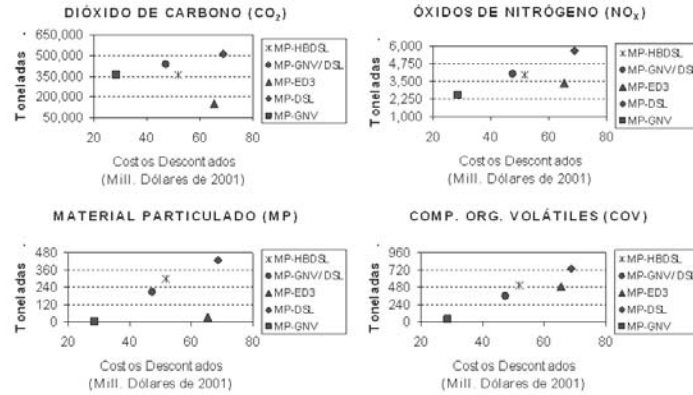 DIÓXIDO DE CARBONO (CO₂)
Toneladas
650,000
500,000
350,000
200,000
50,000
20 40 60 80
Costos Descontados
(Mill. Dólares de 2001)
MP-HBDSL
MP-GNV/DSL
MP-ED3
MP-DSL
MP-GNV
ÓXIDOS DE NITRÓGENO (NOₓ)
Toneladas
6,000
4,750
3,500
2,250
1,000
20 40 60 80
Costos Descontados
(Mill. Dólares de 2001)
MP-HBDSL
MP-GNV/DSL
MP-ED3
MP-DSL
MP-GNV
MATERIAL PARTICULADO (MP)
Toneladas
480
360
240
120
0
20 40 60 80
Costos Descontados
(Mill. Dólares de 2001)
MP-HBDSL
MP-GNV/DSL
MP-ED3
MP-DSL
MP-GNV
COMP. ORG. VOLÁTILES (COV)
Toneladas
960
720
480
240
0
20 40 60 80
Costos Descontados
(Mill. Dólares de 2001)
MP-HBDSL
MP-GNV/DSL
MP-ED3
MP-DSL
MP-GNV